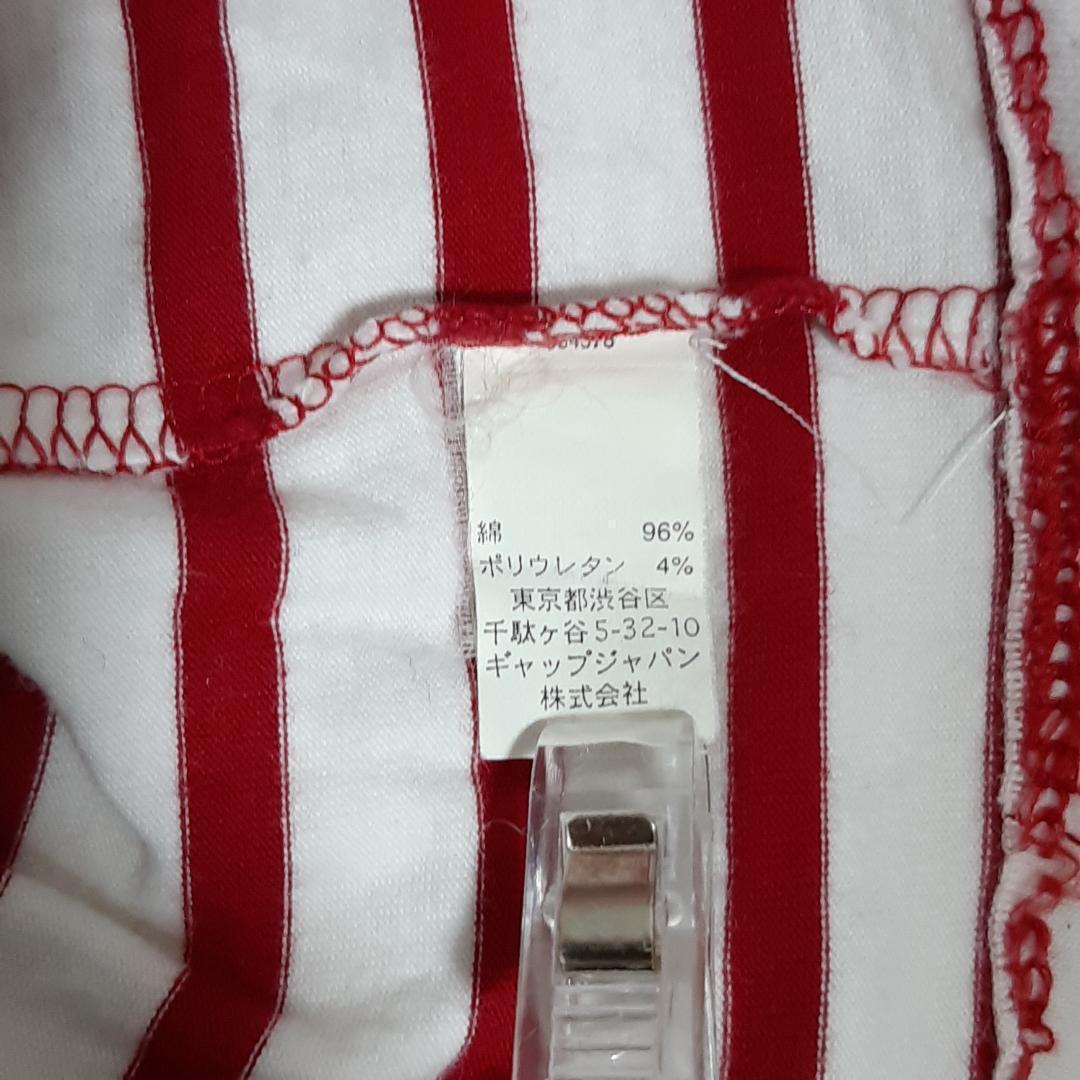 綿 96%
ポリウレタン 4%
東京都渋谷区
千駄ヶ谷5-32-10
ギャップジャパン
株式会社